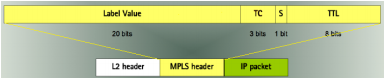 Label Value TC S TTL
20 bits 3 bits 1 bit 8 bits
L2 header MPLS header IP packet